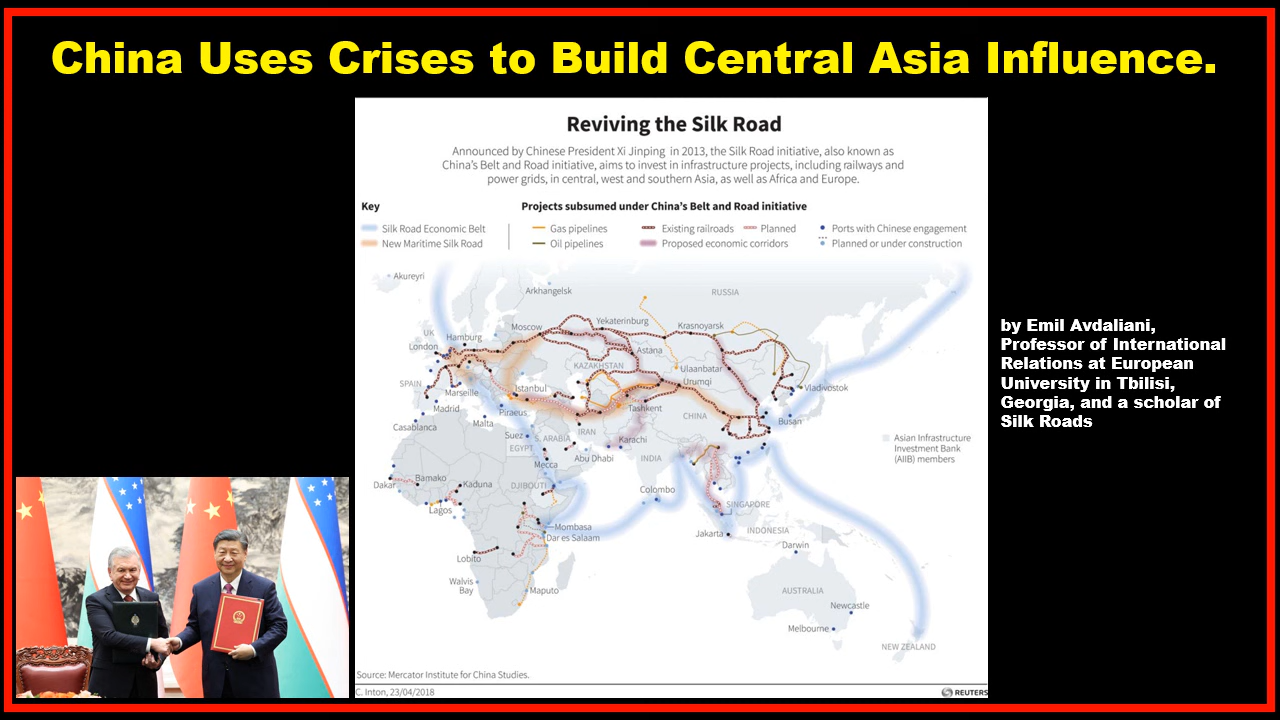 China Uses Crises to Build Central Asia Influence.
Reviving the Silk Road
Announced by Chinese President Xi Jinping in 2013, the Silk Road initiative, also known as
China's Belt and Road initiative, aims to invest in infrastructure projects, including railways and
power grids, in central, west and southern Asia, as well as Africa and Europe.
Key
Projects subsumed under China's Belt and Road initiative
Silk Road Economic Belt
Gas pipelines
Existing railroads
Planned
Ports with Chinese engagement
New Maritime Silk Road
Oil pipelines
Proposed economic corridors
Planned or under construction
Akureyri
Arkhangelsk
RUSSIA
Moscow
Yekaterinburg
Krasnoyarsk
UK
Hamburg
London
Astana
KAZAKHSTAN
Ulaanbatar
SPAIN
Marseille
Istanbul
Urumqi
Vladivostok
Madrid
Piraeus
Tashkent
CHINA
Busan
Casablanca
Malta
Suez
S. ARABIA
IRAN
Karachi
EGYPT
Abu Dhabi
INDIA
Mecca
Asian Infrastructure
Investment Bank
(AIIB) members
Dakar
Bamako
Kaduna
DJIBOUTI
Colombo
Lagos
SINGAPORE
Mombasa
Dar es Salaam
Jakarta
INDONESIA
Darwin
Lobito
Walvis
Bay
Maputo
AUSTRALIA
Newcastle
Melbourne
NEW ZEALAND
Source: Mercator Institute for China Studies.
C. Inton, 23/04/2018
REUTERS
by Emil Avdaliani,
Professor of International
Relations at European
University in Tbilisi,
Georgia, and a scholar of
Silk Roads